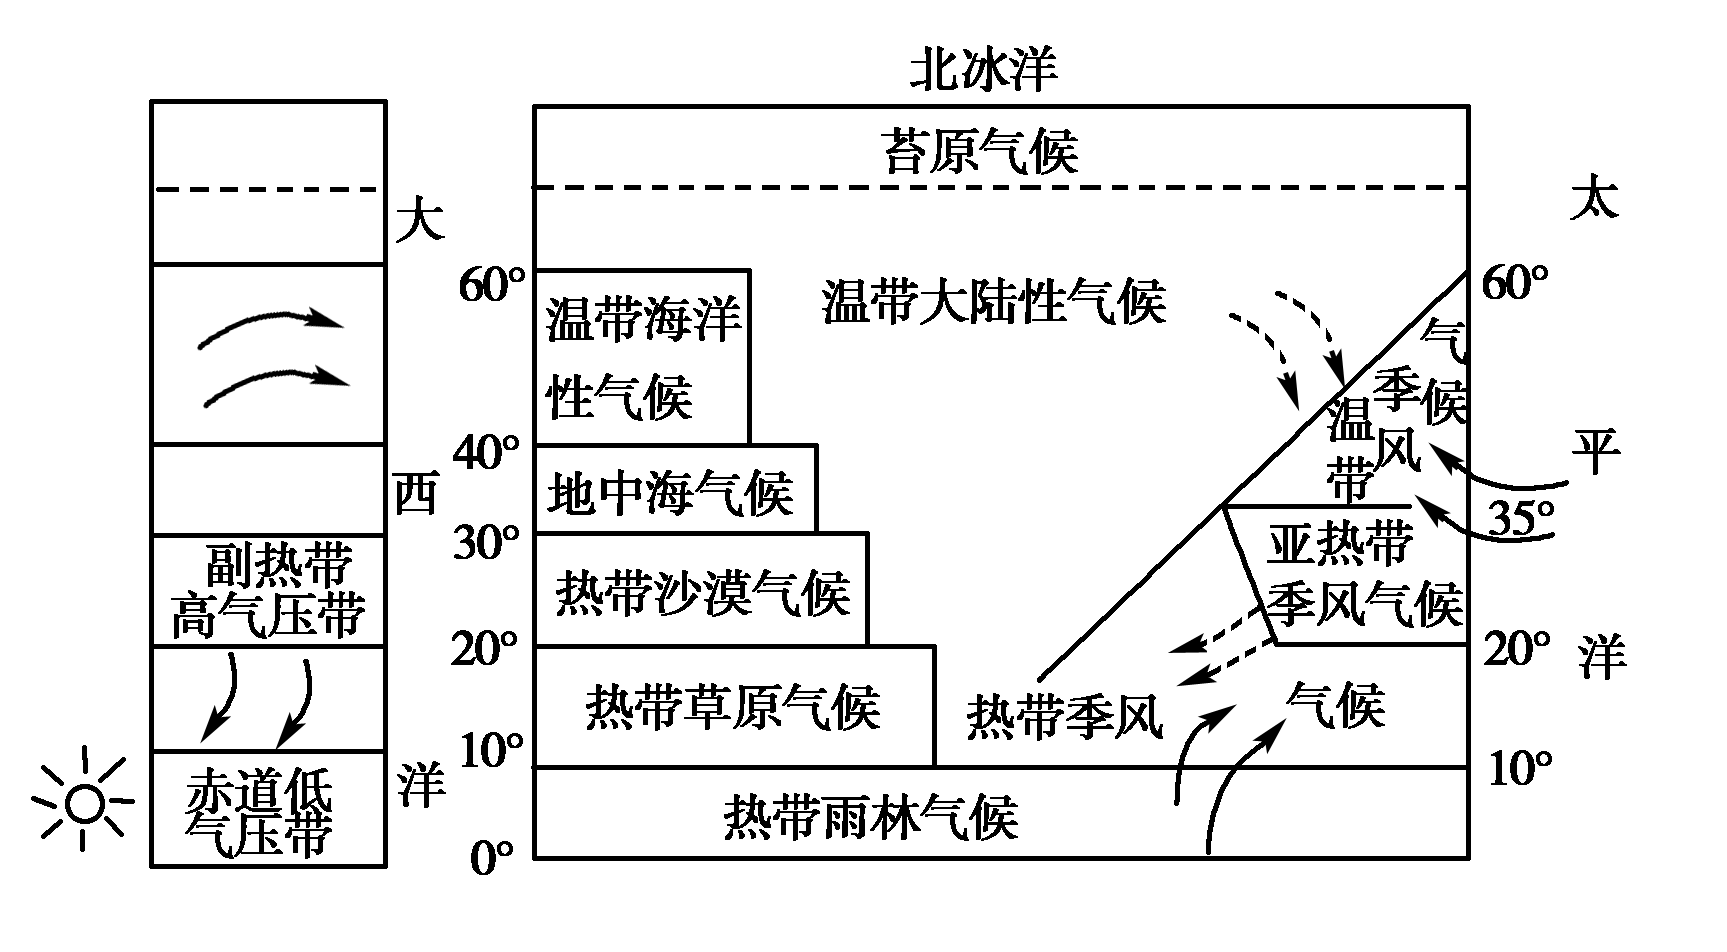 北冰洋
苔原气候
大
太
60°
60°
温带海洋
性气候
温带大陆性气候
温带
季风
气候
40°
平
西
地中海气候
35°
30°
副热带
高气压带
热带沙漠气候
亚热带
季风气候
20°
20°
洋
热带草原气候
热带季风
气候
10°
10°
赤道低
气压带
洋
热带雨林气候
0°